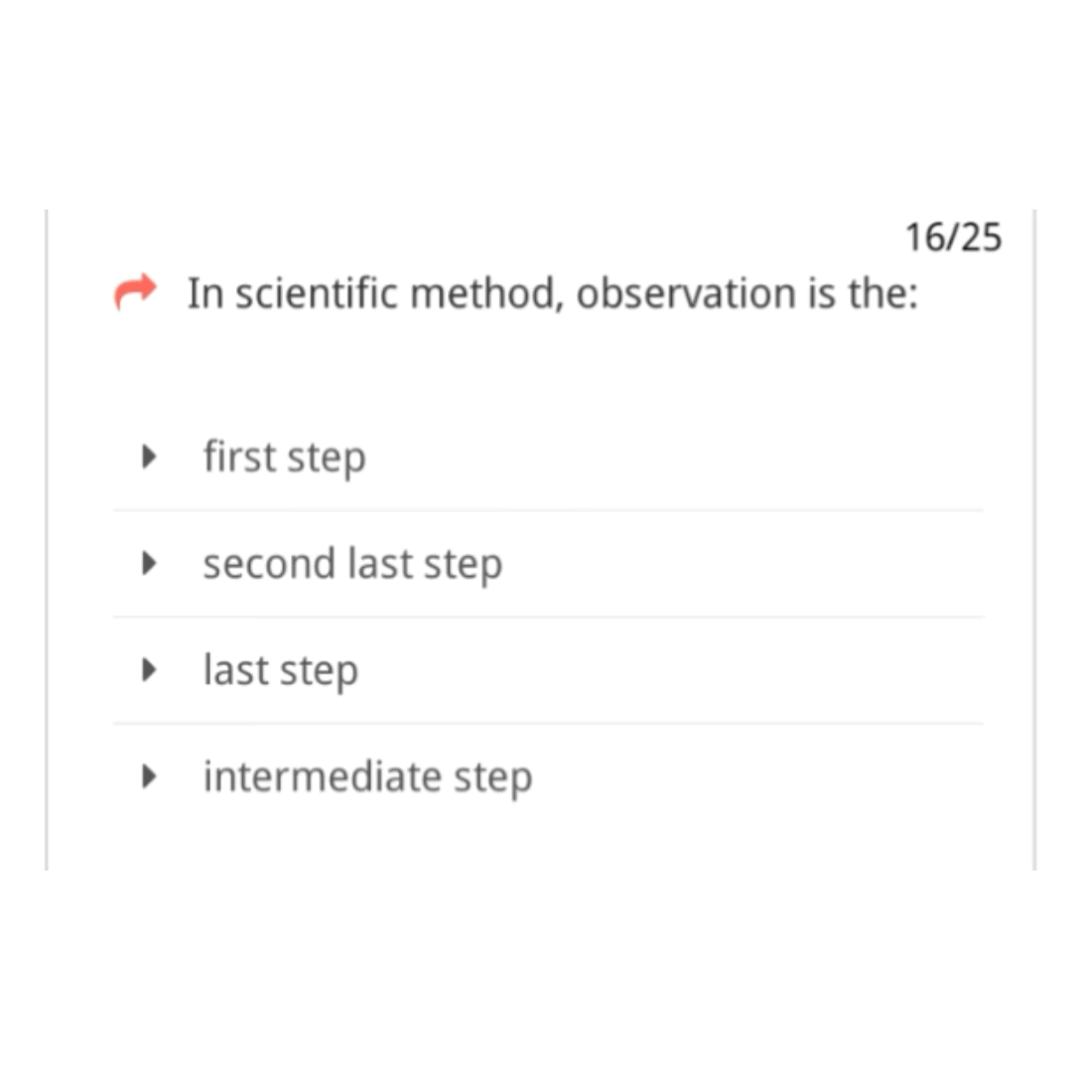 16/25
In scientific method, observation is the:
first step
second last step
last step
intermediate step